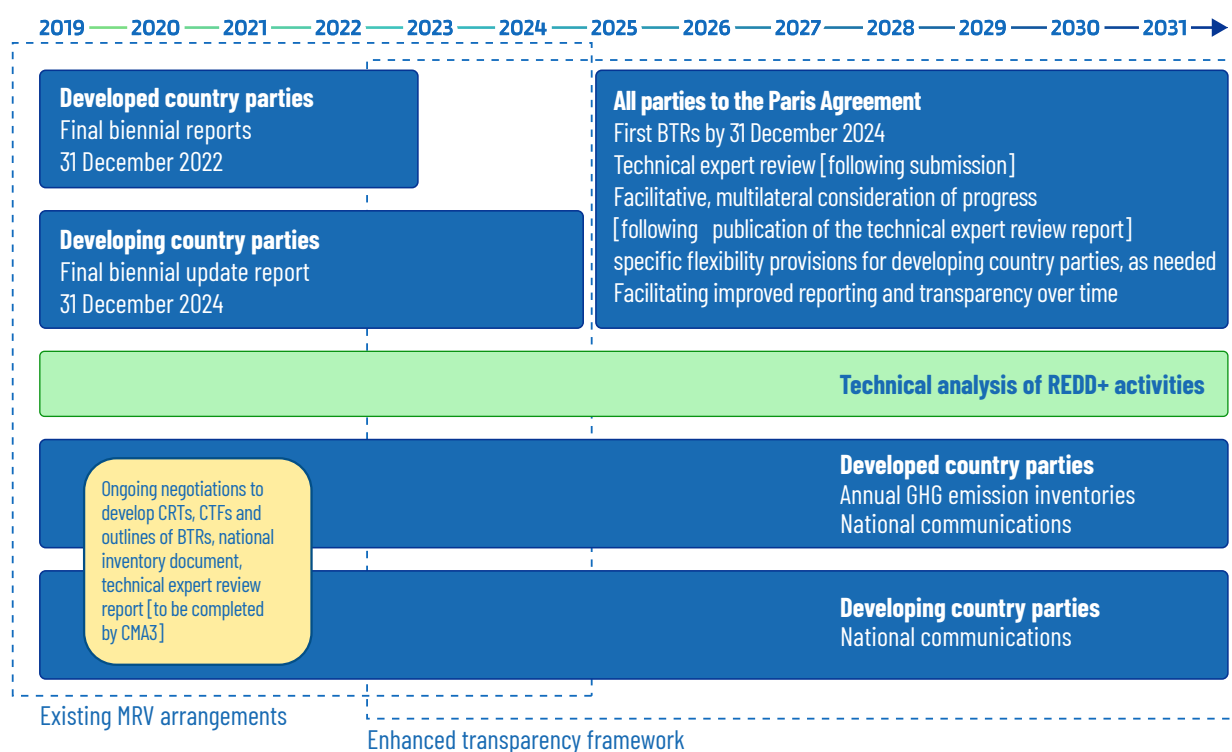 2019 2020 2021 2022 2023 2024 2025 2026 2027 2028 2029 2030 2031
Developed country parties
Final biennial reports
31 December 2022
Developing country parties
Final biennial update report
31 December 2024
All parties to the Paris Agreement
First BTRs by 31 December 2024
Technical expert review [following submission]
Facilitative, multilateral consideration of progress
[following publication of the technical expert review report]
specific flexibility provisions for developing country parties, as needed
Facilitating improved reporting and transparency over time
Technical analysis of REDD+ activities
Ongoing negotiations to
develop CRTs, CTFs and
outlines of BTRs, national
inventory document,
technical expert review
report [to be completed
by CMA3]
Developed country parties
Annual GHG emission inventories
National communications
Developing country parties
National communications
Existing MRV arrangements
Enhanced transparency framework